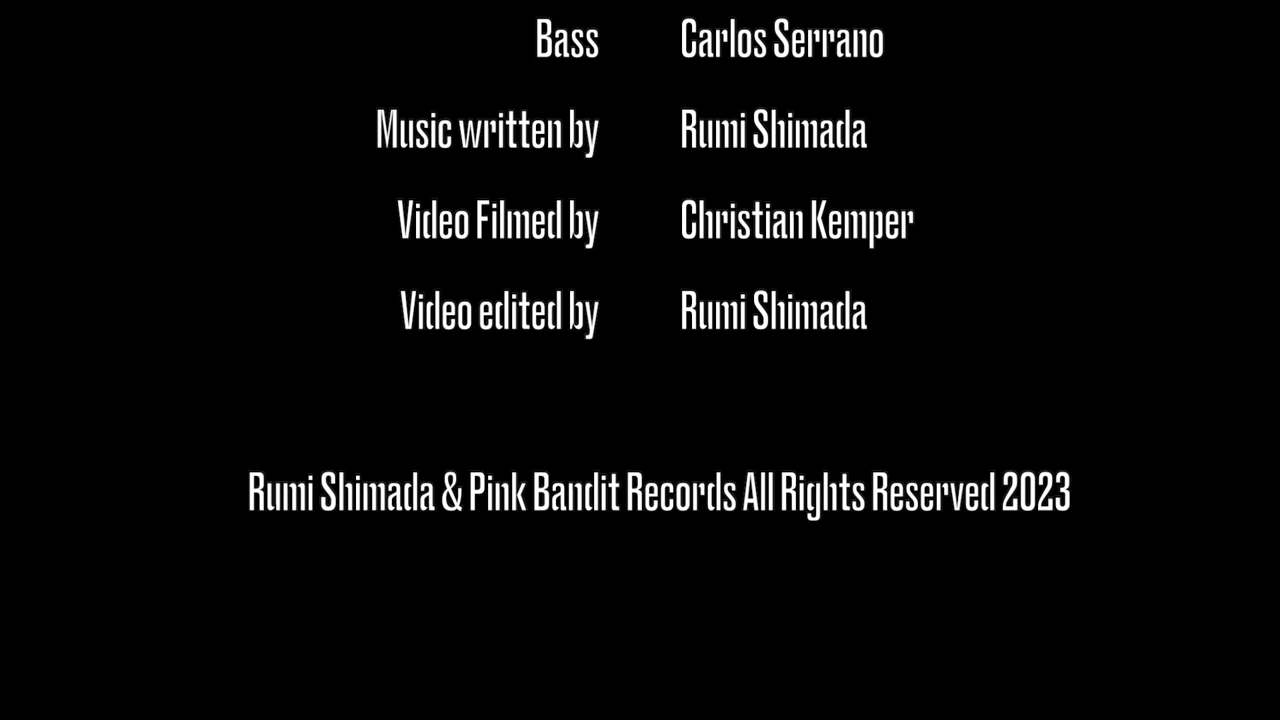 Bass Carlos Serrano
Music written by Rumi Shimada
Video Filmed by Christian Kemper
Video edited by Rumi Shimada
Rumi Shimada & Pink Bandit Records All Rights Reserved 2023